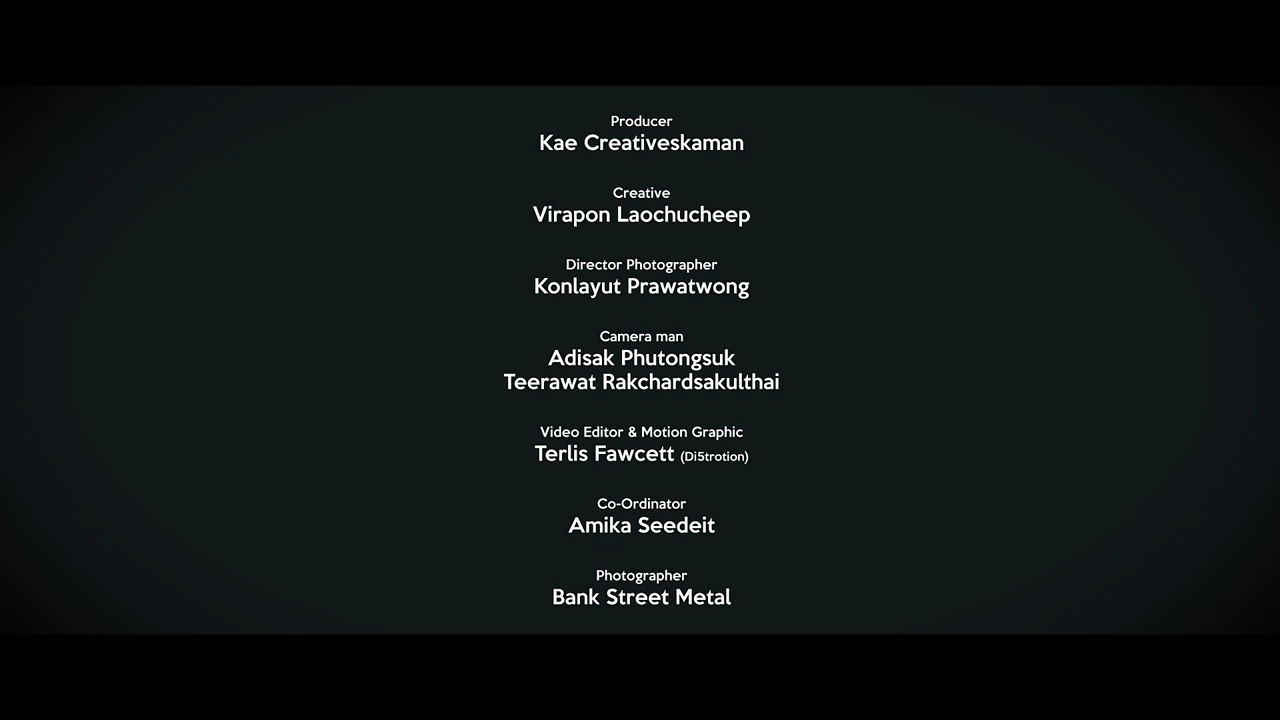 Producer
Kae Creativeskaman
Creative
Virapon Laochucheep
Director Photographer
Konlayut Prawatwong
Camera man
Adisak Phutongsuk
Teerawat Rakchardsakulthai
Video Editor & Motion Graphic
Terlis Fawcett (Di5trotion)
Co-Ordinator
Amika Seedeit
Photographer
Bank Street Metal